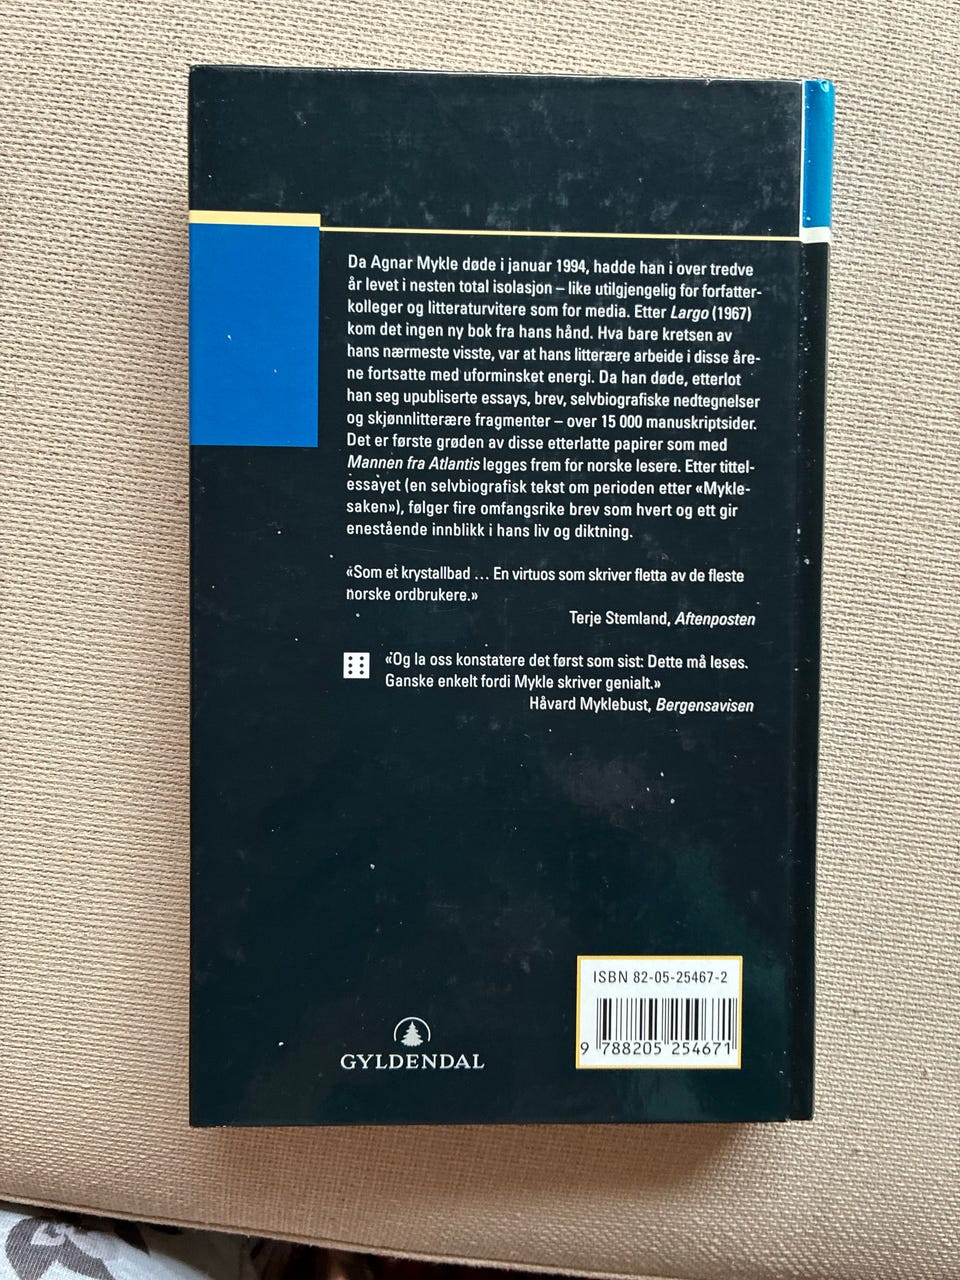 Da Agnar Mykle døde i januar 1994, hadde han i over tredve
år levet i nesten total isolasjon – like utilgjengelig for forfatter-
kolleger og litteraturvitere som for media. Etter Largo (1967)
kom det ingen ny bok fra hans hånd. Hva bare kretsen av
hans nærmeste visste, var at hans litterære arbeide i disse åre-
ne fortsatte med uforminsket energi. Da han døde, etterlot
han seg upubliserte essays, brev, selvbiografiske nedtegnelser
og skjønnlitterære fragmenter – over 15 000 manuskriptsider.
Det er første grøden av disse etterlatte papirer som med
Mannen fra Atlantis legges frem for norske lesere. Etter tittel-
essayet (en selvbiografisk tekst om perioden etter «Mykle-
saken»), følger fire omfangsrike brev som hvert og ett gir
enestående innblikk i hans liv og diktning.
«Som et krystallbad ... En virtuos som skriver fletta av de fleste
norske ordbrukere.»
Terje Stemland, Aftenposten
«Og la oss konstatere det først som sist: Dette må leses.
Ganske enkelt fordi Mykle skriver genialt.»
Håvard Myklebust, Bergensavisen
ISBN 82-05-25467-2
9 788205 254671
GYLDENDAL